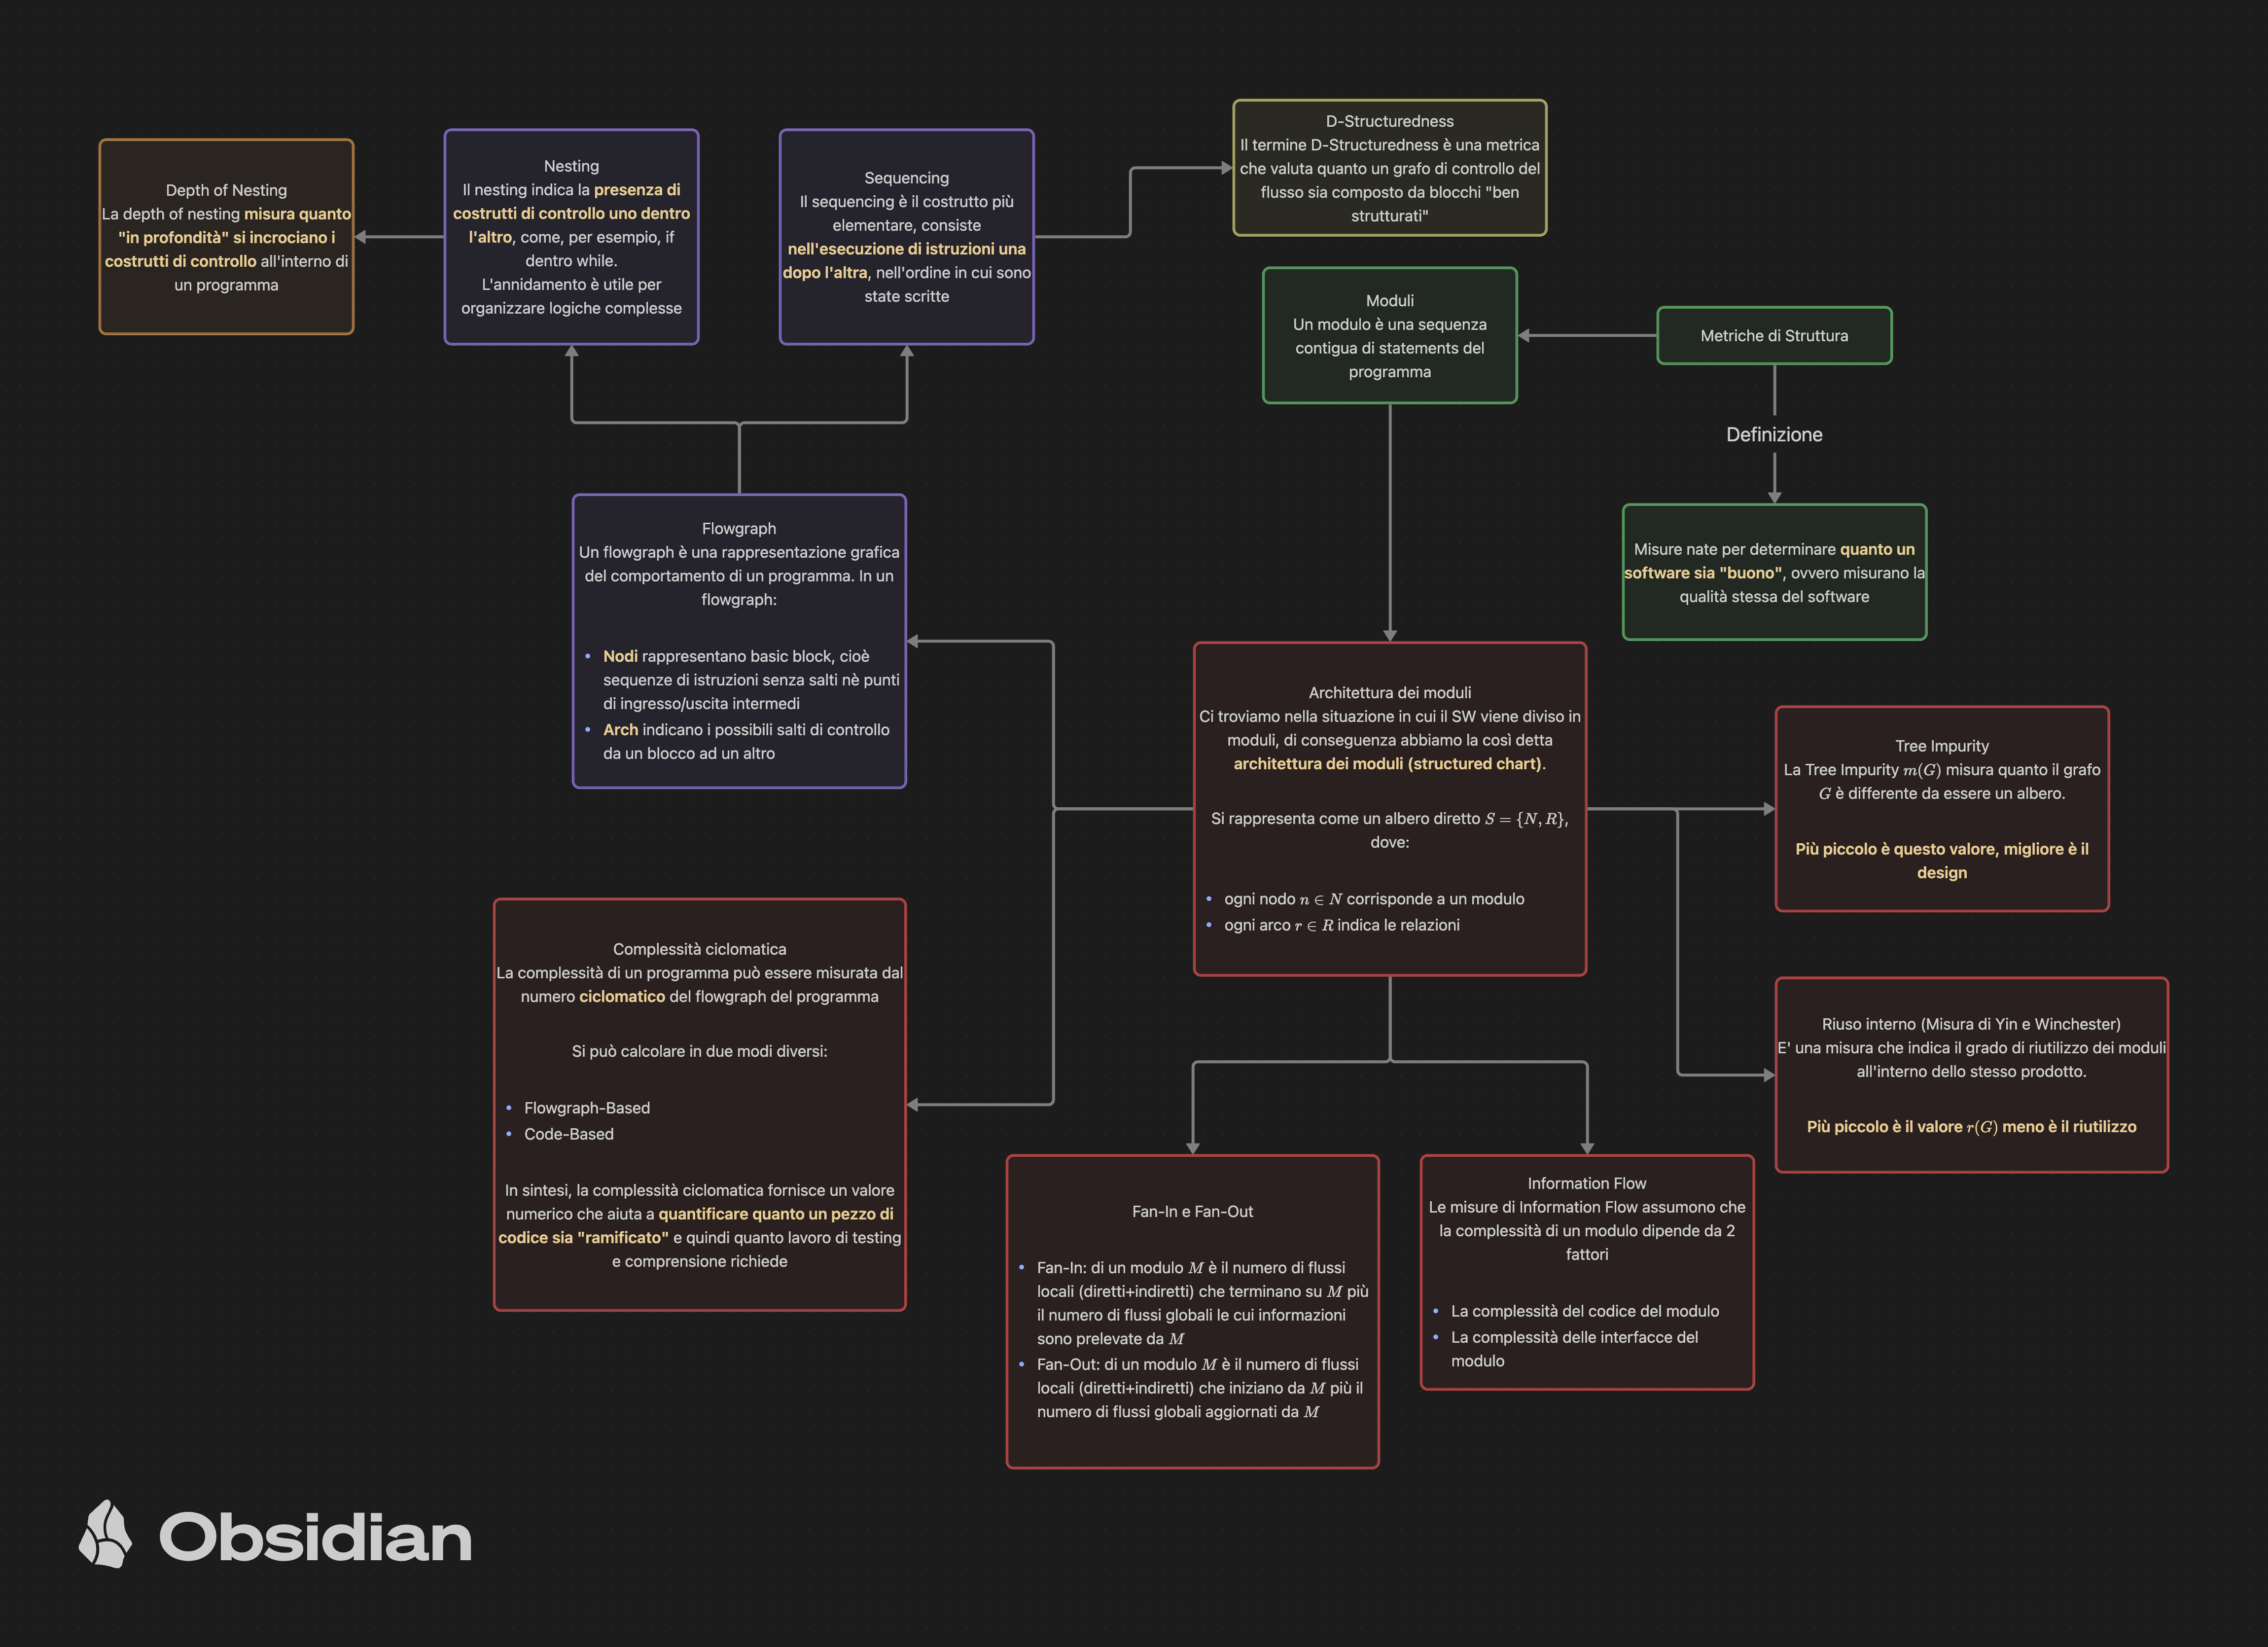 D-Structuredness
Il termine D-Structuredness è una metrica
che valuta quanto un grafo di controllo del
flusso sia composto da blocchi "ben
strutturati"
Depth of Nesting
La depth of nesting misura quanto
"in profondità" si incrociano i
costrutti di controllo all'interno di
un programma
Nesting
Il nesting indica la presenza di
costrutti di controllo uno dentro
l'altro, come, per esempio, if
dentro while.
L'annidamento è utile per
organizzare logiche complesse
Sequencing
Il sequencing è il costrutto più
elementare, consiste
nell'esecuzione di istruzioni una
dopo l'altra, nell'ordine in cui sono
state scritte
Moduli
Un modulo è una sequenza
contigua di statements del
programma
Metriche di Struttura
Definizione
Misure nate per determinare quanto un
software sia "buono", ovvero misurano la
qualità stessa del software
Flowgraph
Un flowgraph è una rappresentazione grafica
del comportamento di un programma. In un
flowgraph:
• Nodi rappresentano basic block, cioè
sequenze di istruzioni senza salti nè punti
di ingresso/uscita intermedi
• Arch indicano i possibili salti di controllo
da un blocco ad un altro
Architettura dei moduli
Ci troviamo nella situazione in cui il SW viene diviso in
moduli, di conseguenza abbiamo la così detta
architettura dei moduli (structured chart).
Si rappresenta come un albero diretto S = {N, R},
dove:
• ogni nodo n ∈ N corrisponde a un modulo
• ogni arco r ∈ R indica le relazioni
Tree Impurity
La Tree Impurity m(G) misura quanto il grafo
G è differente da essere un albero.
Più piccolo è questo valore, migliore è il
design
Complessità ciclomatica
La complessità di un programma può essere misurata dal
numero ciclomatico del flowgraph del programma
Si può calcolare in due modi diversi:
• Flowgraph-Based
• Code-Based
In sintesi, la complessità ciclomatica fornisce un valore
numerico che aiuta a quantificare quanto un pezzo di
codice sia "ramificato" e quindi quanto lavoro di testing
e comprensione richiede
Riuso interno (Misura di Yin e Winchester)
E' una misura che indica il grado di riutilizzo dei moduli
all'interno dello stesso prodotto.
Più piccolo è il valore r(G) meno è il riutilizzo
Fan-In e Fan-Out
• Fan-In: di un modulo M è il numero di flussi
locali (diretti+indiretti) che terminano su M più
il numero di flussi globali le cui informazioni
sono prelevate da M
• Fan-Out: di un modulo M è il numero di flussi
locali (diretti+indiretti) che iniziano da M più il
numero di flussi globali aggiornati da M
Information Flow
Le misure di Information Flow assumono che
la complessità di un modulo dipende da 2
fattori
• La complessità del codice del modulo
• La complessità delle interfacce del
modulo
Obsidian